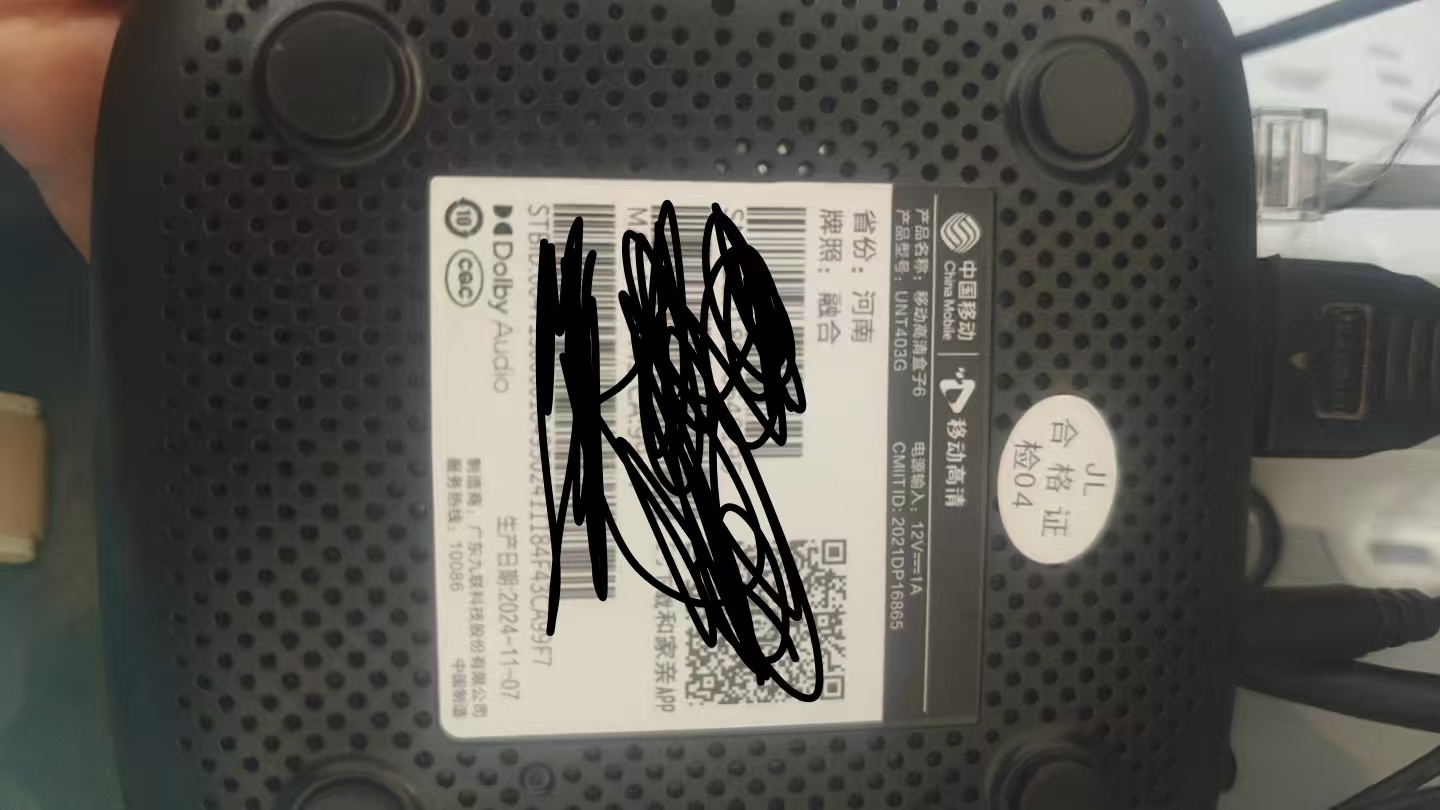 中国移动 移动高清
China Mobile
产品名称：移动高清盒子6 电源输入：12V⎓1A
产品型号：UNT403G CMIIT ID: 2021DP16865
省份：河南
牌照：融合
和家亲APP
Dolby Audio
生产日期:2024-11-07
10
CQC
制造商：广东九联科技股份有限公司
服务热线：10086 中国制造
JL
合格证
检04